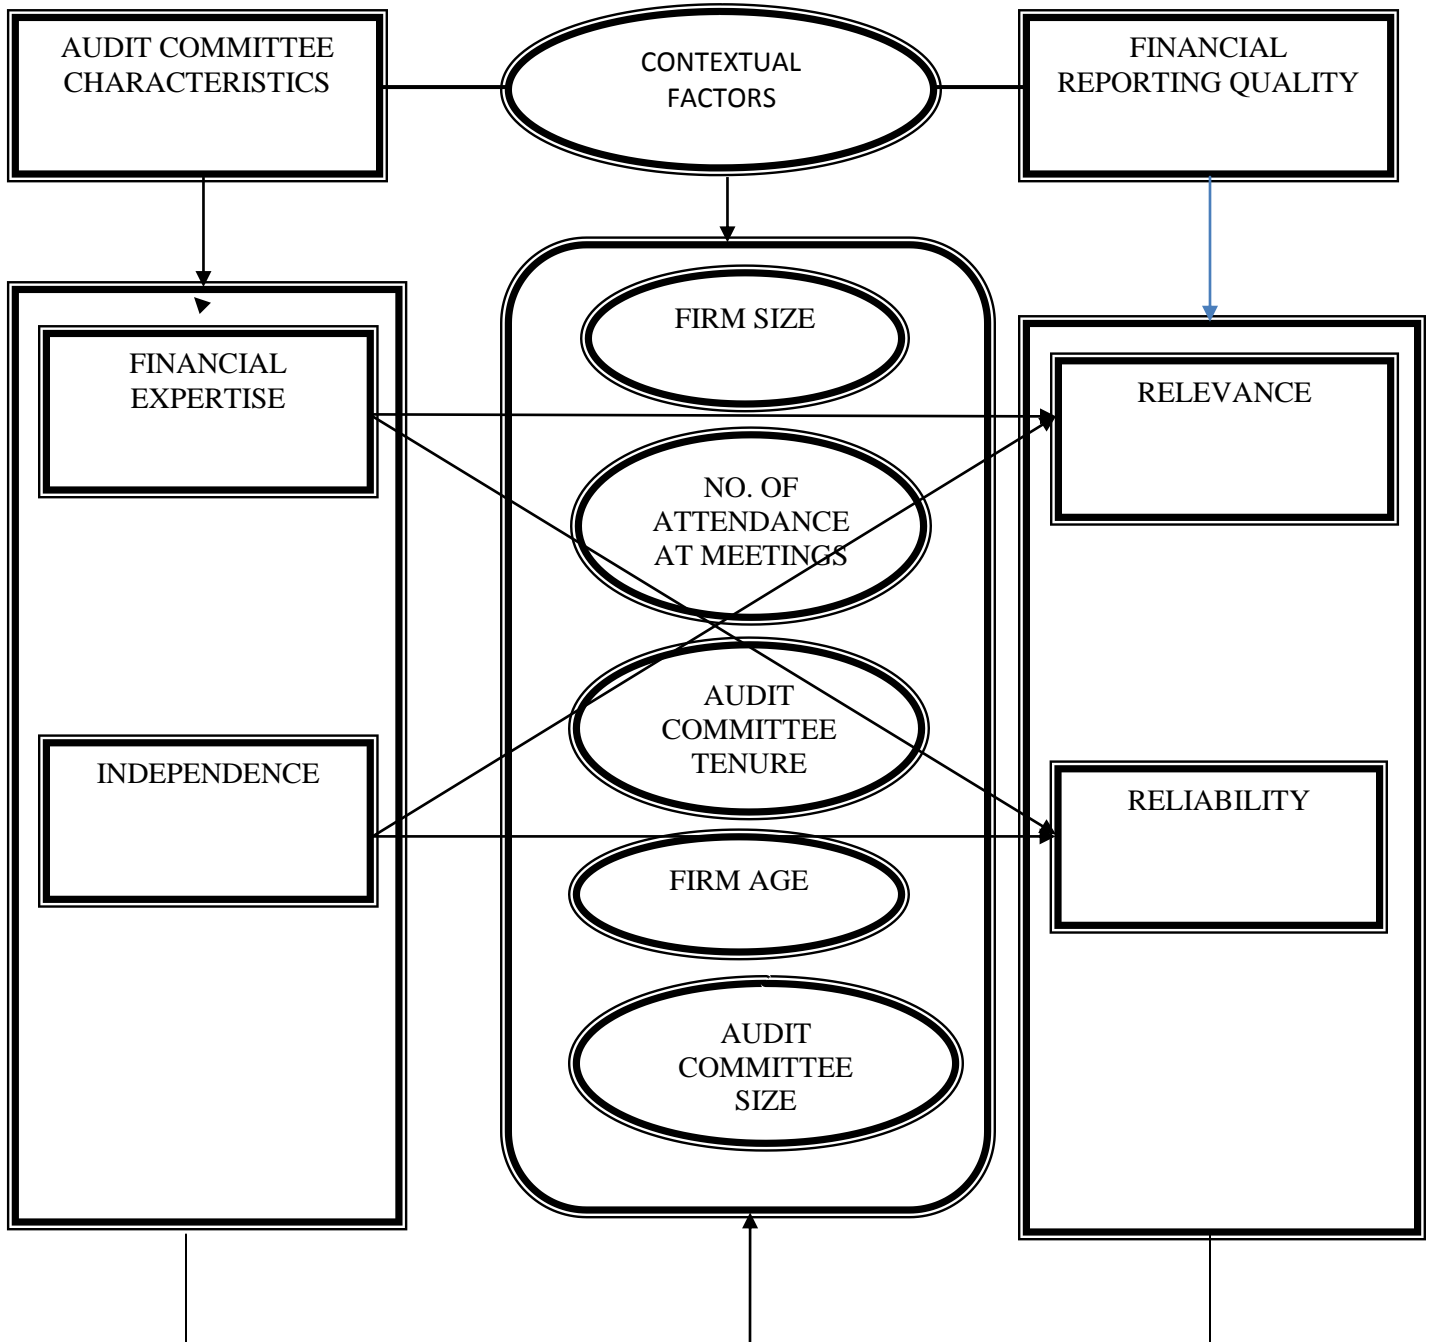 AUDIT COMMITTEE
CHARACTERISTICS
CONTEXTUAL
FACTORS
FINANCIAL
REPORTING QUALITY
FINANCIAL
EXPERTISE
INDEPENDENCE
FIRM SIZE
NO. OF
ATTENDANCE
AT MEETINGS
AUDIT
COMMITTEE
TENURE
FIRM AGE
AUDIT
COMMITTEE
SIZE
RELEVANCE
RELIABILITY